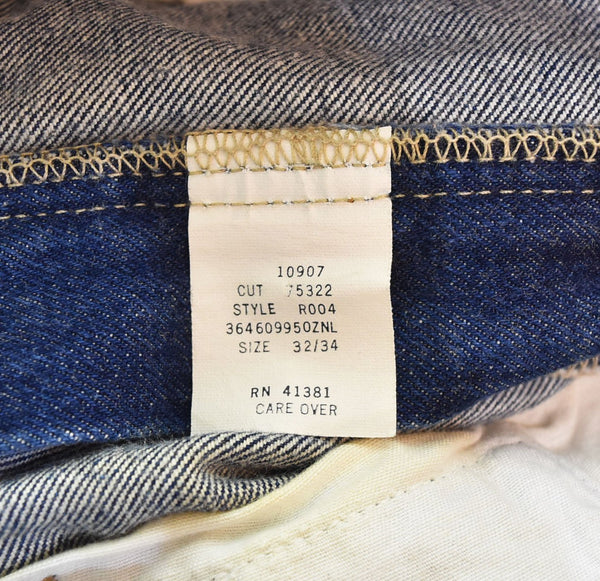 10907
CUT 75322
STYLE R004
364609950ZNL
SIZE 32/34
RN 41381
CARE OVER